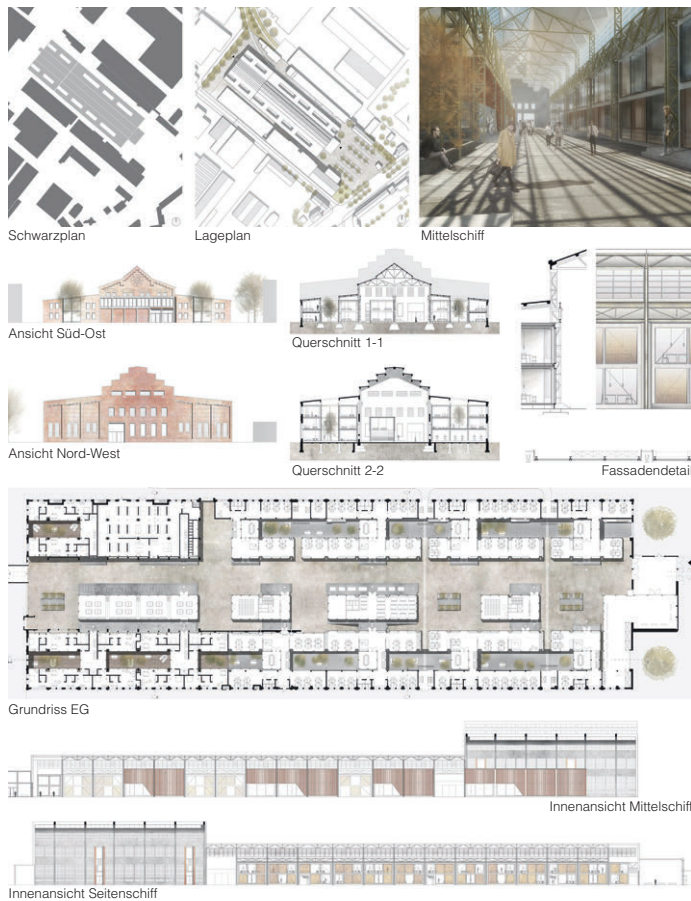 Schwarzplan
Lageplan
Mittelschiff
Ansicht Süd-Ost
Querschnitt 1-1
Ansicht Nord-West
Querschnitt 2-2
Fassadendetail
Grundriss EG
Innenansicht Mittelschiff
Innenansicht Seitenschiff